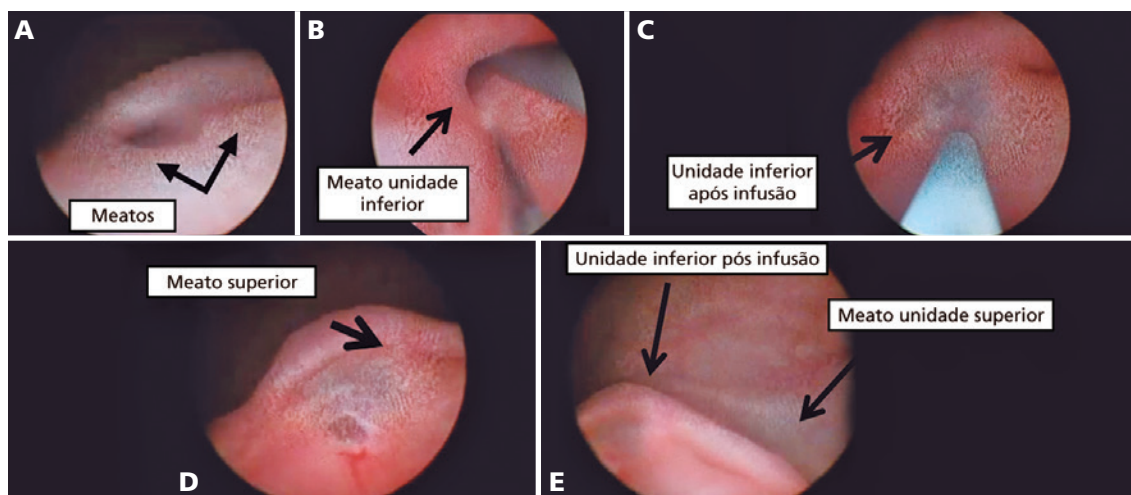 A
Meatos
B
Meato unidade
inferior
C
Unidade inferior
após infusão
Meato superior
D
Unidade inferior pós infusão
Meato unidade superior
E